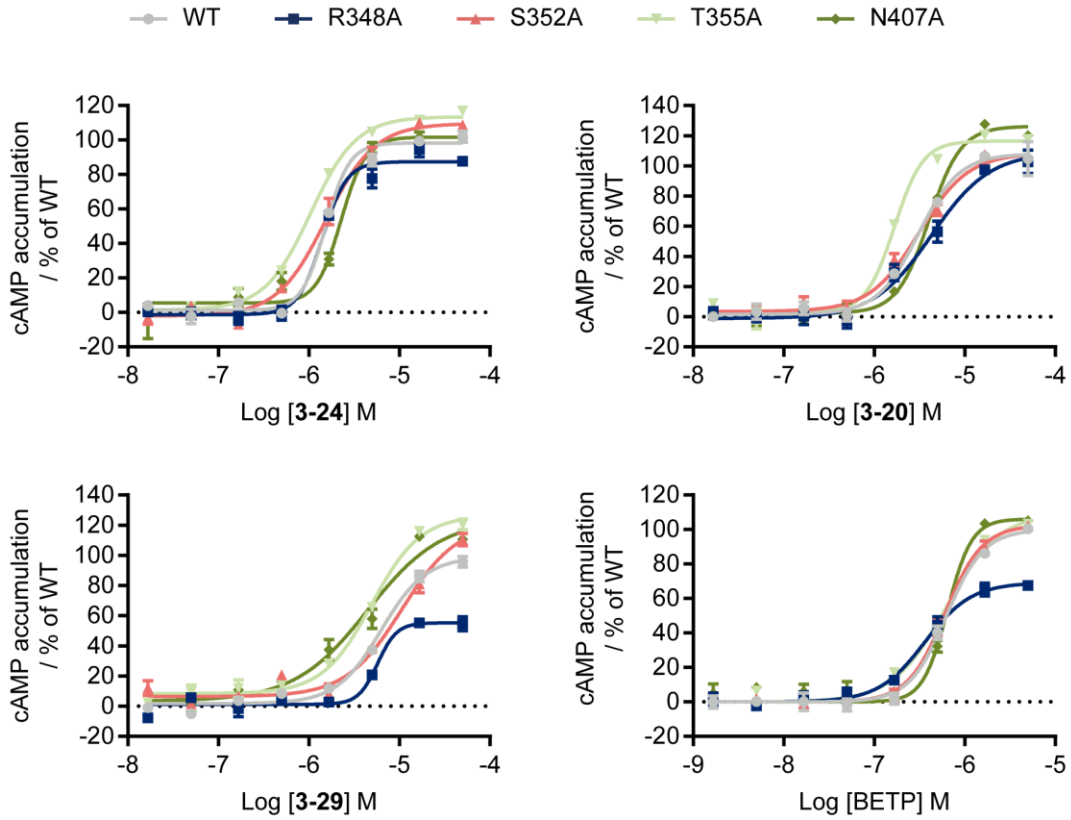 WT R348A S352A T355A N407A
cAMP accumulation
/ % of WT
120
100
80
60
40
20
0
-20
-8 -7 -6 -5 -4
Log [3-24] M
cAMP accumulation
/ % of WT
140
120
100
80
60
40
20
0
-20
-8 -7 -6 -5 -4
Log [3-20] M
cAMP accumulation
/ % of WT
140
120
100
80
60
40
20
0
-20
-8 -7 -6 -5 -4
Log [3-29] M
cAMP accumulation
/ % of WT
120
100
80
60
40
20
0
-20
-9 -8 -7 -6 -5
Log [BETP] M